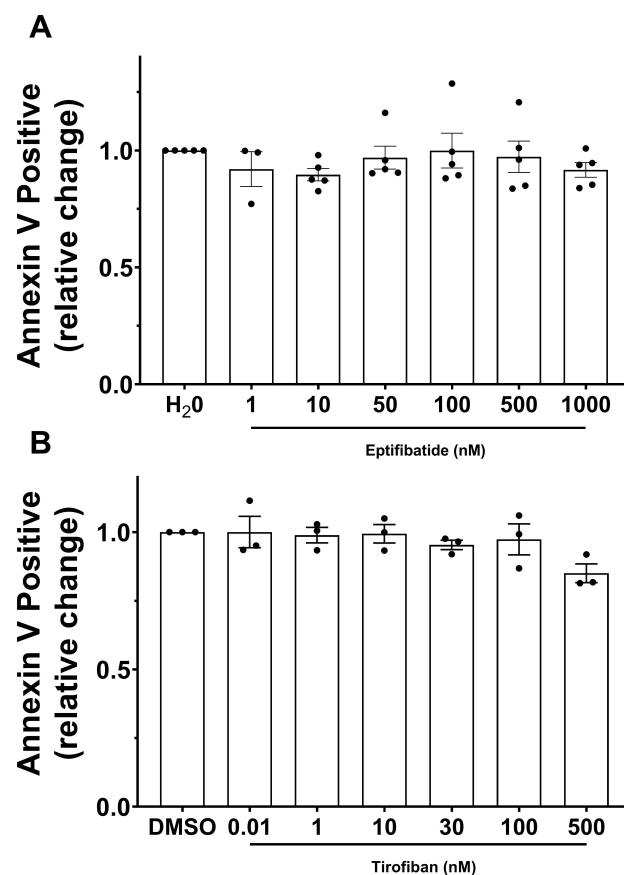 A
Annexin V Positive
(relative change)
1.0
0.5
0.0
H₂0 1 10 50 100 500 1000
Eptifibatide (nM)
B
Annexin V Positive
(relative change)
1.0
0.5
0.0
DMSO 0.01 1 10 30 100 500
Tirofiban (nM)